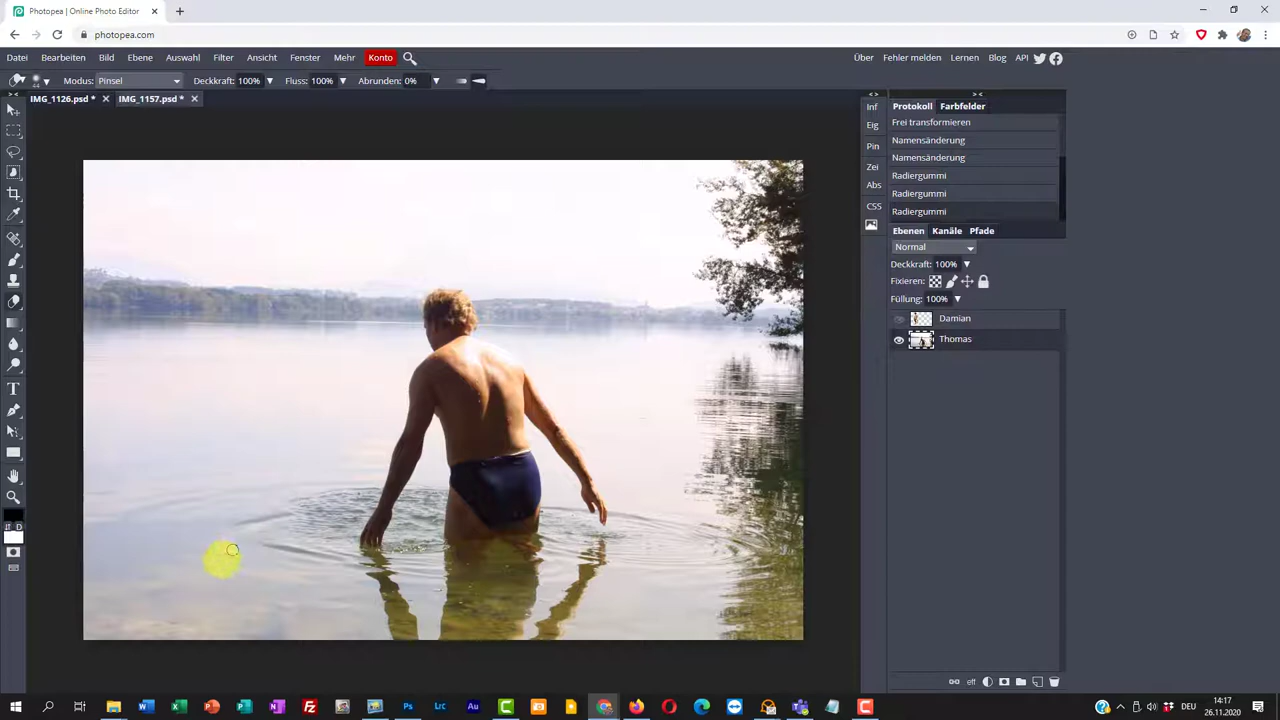 Photopea | Online Photo Editor
photopea.com
Datei Bearbeiten Bild Ebene Auswahl Filter Ansicht Fenster Mehr Konto
Über Fehler melden Lernen Blog API
44 Modus: Pinsel Deckkraft: 100% Fluss: 100% Abrunden: 0%
IMG_1126.psd * IMG_1157.psd *
Inf
Eig
Pin
Zei
Abs
CSS
Protokoll Farbfelder
Frei transformieren
Namensänderung
Namensänderung
Radiergummi
Radiergummi
Radiergummi
Ebenen Kanäle Pfade
Normal
Deckkraft: 100%
Fixieren:
Füllung: 100%
Damian
Thomas
D
eff
DEU
14:17
26.11.2020